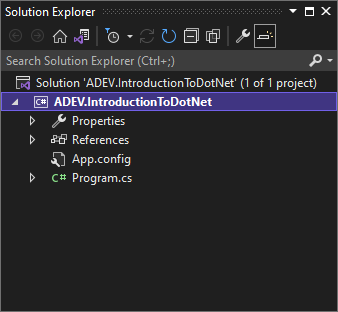 Solution Explorer
Search Solution Explorer (Ctrl+;)
Solution 'ADEV.IntroductionToDotNet' (1 of 1 project)
C# ADEV.IntroductionToDotNet
Properties
References
App.config
C# Program.cs